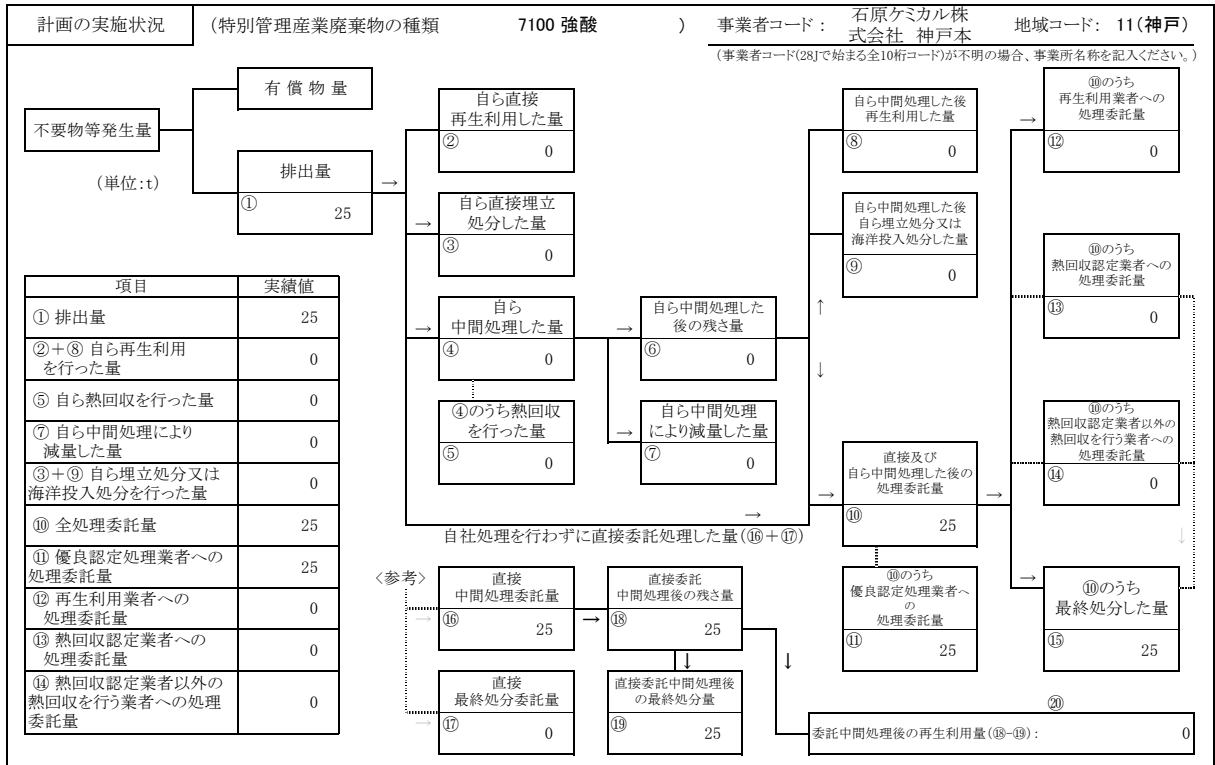 計画の実施状況
(特別管理産業廃棄物の種類 7100 強酸 )
事業者コード: 石原ケミカル株
式会社 神戸本
地域コード: 11(神戸)
(事業者コード(28Jで始まる全10桁コード)が不明の場合、事業所名称を記入ください。)
不要物等発生量
(単位:t)
有償物量
排出量
→
① 25
自ら直接
再生利用した量
② 0
→
自ら直接埋立
処分した量
③ 0
→
自ら
中間処理した量
④ 0
④のうち熱回収
を行った量
⑤ 0
→
自ら中間処理した
後の残さ量
⑥ 0
→
自ら中間処理
により減量した量
⑦ 0
自ら中間処理した後
再生利用した量
⑧ 0
自ら中間処理した後
自ら埋立処分又は
海洋投入処分した量
⑨ 0
↑
↓
→
直接及び
自ら中間処理した後の
処理委託量
⑩ 25
→
⑩のうち
優良認定処理業者へ
の
処理委託量
⑪ 25
→
⑩のうち
再生利用業者への
処理委託量
⑫ 0
⑩のうち
熱回収認定業者への
処理委託量
⑬ 0
⑩のうち
熱回収認定業者以外の
熱回収を行う業者への
処理委託量
⑭ 0
↓
→
⑩のうち
最終処分した量
⑮ 25
→
自社処理を行わずに直接委託処理した量(⑯+⑰)
<参考>
→
直接
中間処理委託量
⑯ 25
→
直接委託
中間処理後の残さ量
⑱ 25
→
直接
最終処分委託量
⑰ 0
↓
直接委託中間処理後
の最終処分量
⑲ 25
↓
⑳
委託中間処理後の再生利用量(⑱-⑲): 0
項目 実績値
① 排出量 25
②+⑧ 自ら再生利用
を行った量 0
⑤ 自ら熱回収を行った量 0
⑦ 自ら中間処理により
減量した量 0
③+⑨ 自ら埋立処分又は
海洋投入処分を行った量 0
⑩ 全処理委託量 25
⑪ 優良認定処理業者への
処理委託量 25
⑫ 再生利用業者への
処理委託量 0
⑬ 熱回収認定業者への
処理委託量 0
⑭ 熱回収認定業者以外の
熱回収を行う業者への処理
委託量 0